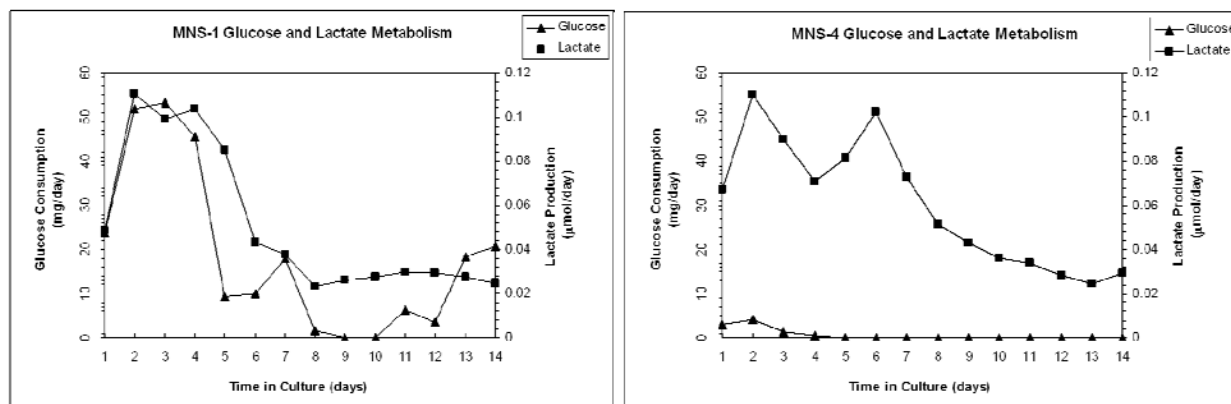 MNS-1 Glucose and Lactate Metabolism
Glucose
Lactate
Glucose Consumption
(mg/day)
60
50
40
30
20
10
0
0.12
0.1
0.08
0.06
0.04
0.02
0
Lactate Production
(µmol/day)
1 2 3 4 5 6 7 8 9 10 11 12 13 14
Time in Culture (days)
MNS-4 Glucose and Lactate Metabolism
Glucose
Lactate
Glucose Consumption
(mg/day)
60
50
40
30
20
10
0
0.12
0.1
0.08
0.06
0.04
0.02
0
Lactate Production
(µmol/day)
1 2 3 4 5 6 7 8 9 10 11 12 13 14
Time in Culture (days)